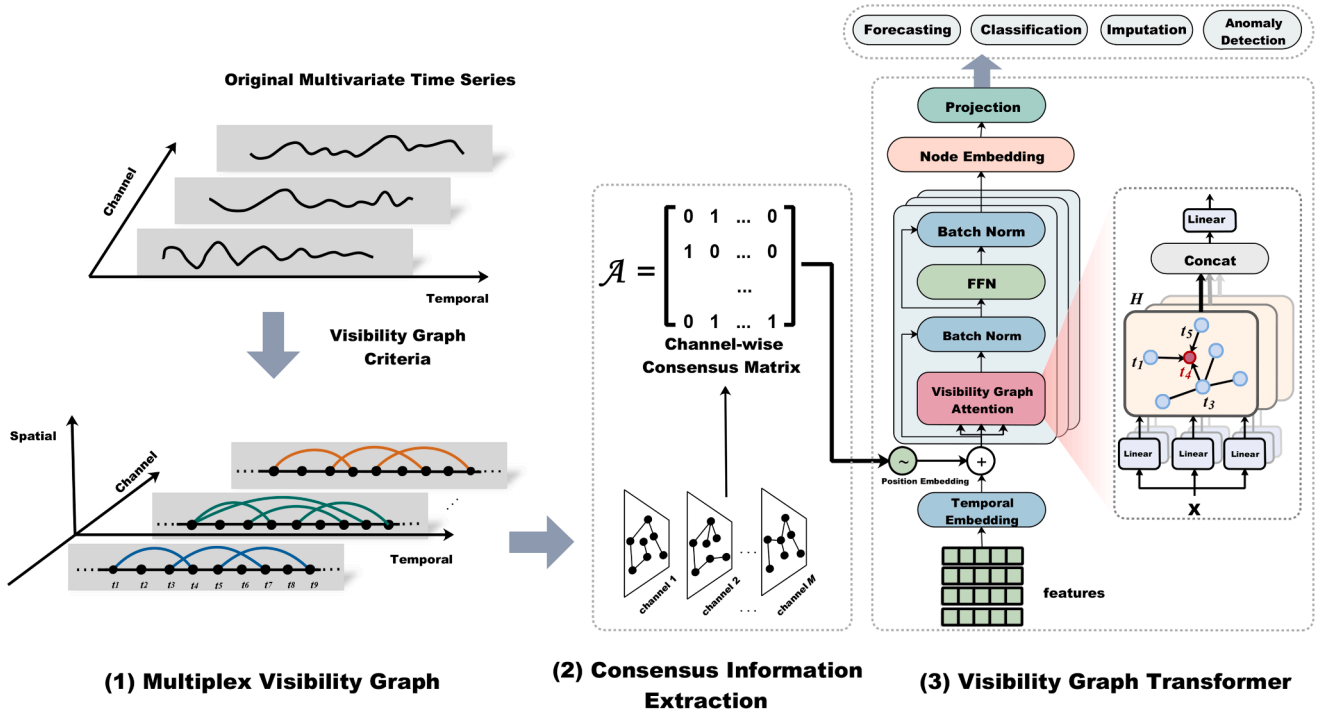 Original Multivariate Time Series
Channel
Temporal
Visibility Graph
Criteria
Spatial
Channel
Temporal
t1 t2 t3 t4 t5 t6 t7 t8 t9
(1) Multiplex Visibility Graph
𝒜 =
0 1 ... 0
1 0 ... 0
...
0 1 ... 1
Channel-wise
Consensus Matrix
channel 1
channel 2
...
channel M
(2) Consensus Information
Extraction
Forecasting
Classification
Imputation
Anomaly
Detection
Projection
Node Embedding
Batch Norm
FFN
Batch Norm
Visibility Graph
Attention
~
+
Position Embedding
Temporal
Embedding
features
Linear
Concat
H
t5
t1
t4
t3
Linear
Linear
Linear
X
(3) Visibility Graph Transformer